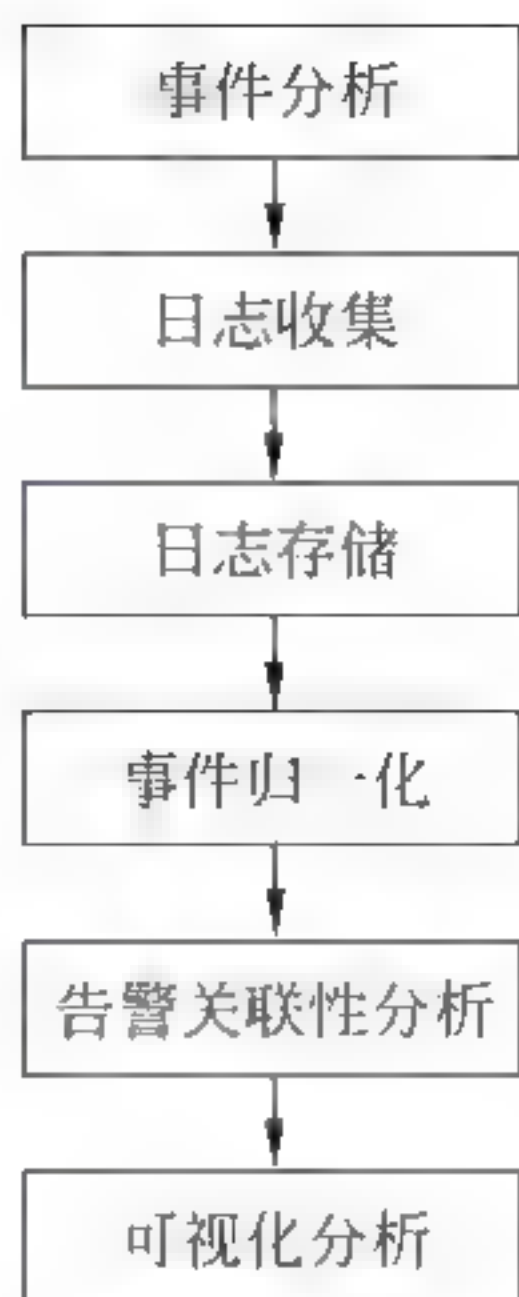 事件分析
日志收集
日志存储
事件归一化
告警关联性分析
可视化分析